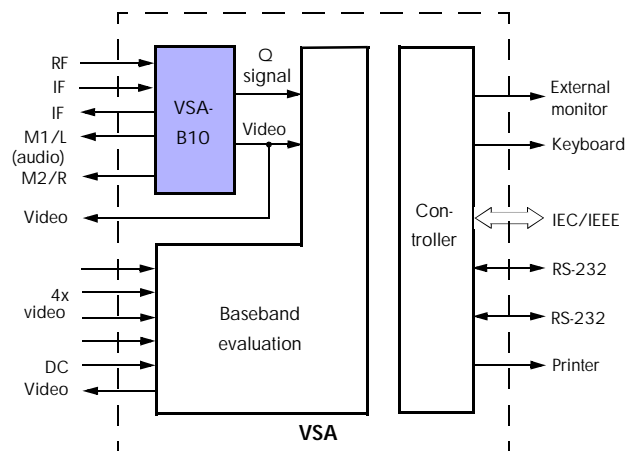 RF
IF
IF
M1/L
(audio)
M2/R
Video
4x
video
DC
Video
VSA-
B10
Q
signal
Video
Baseband
evaluation
VSA
Con-
troller
External
monitor
Keyboard
IEC/IEEE
RS-232
RS-232
Printer